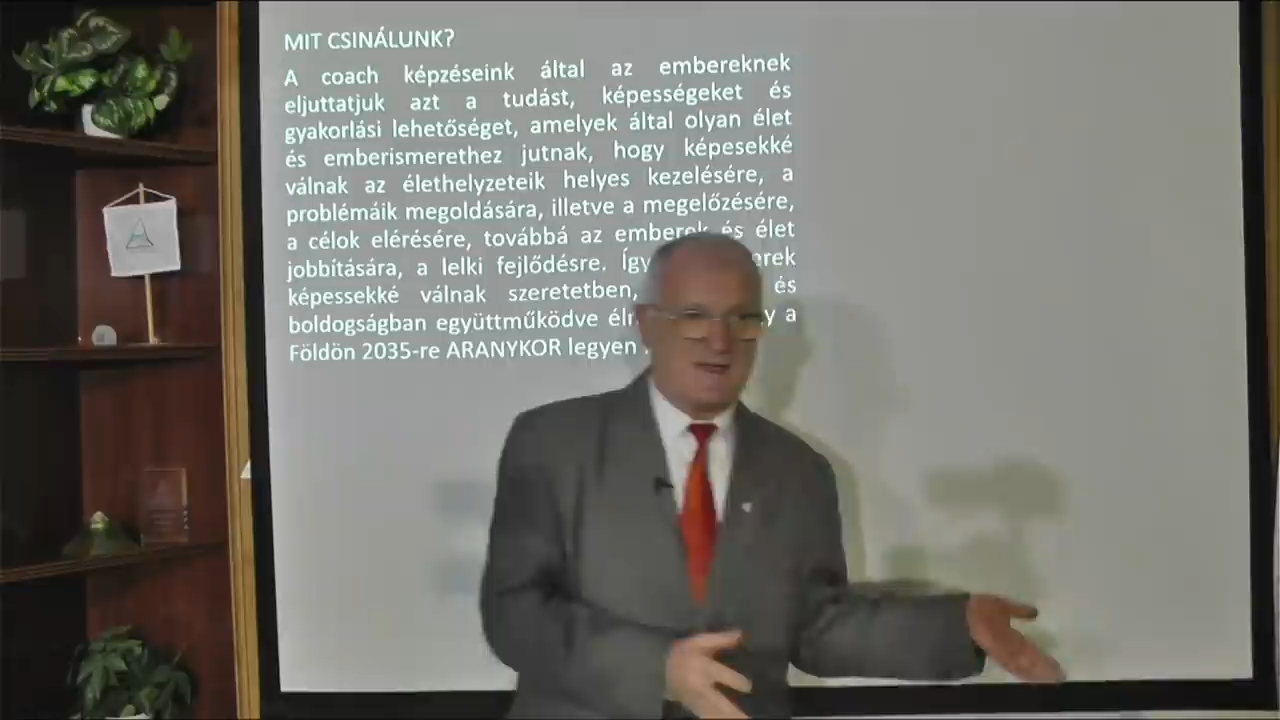 MIT CSINÁLUNK?
A coach képzéseink által az embereknek
eljuttatjuk azt a tudást, képességeket és
gyakorlási lehetőséget, amelyek által olyan élet
és emberismerethez jutnak, hogy képesekké
válnak az élethelyzeteik helyes kezelésére, a
problémáik megoldására, illetve a megelőzésére,
a célok elérésére, továbbá az emberek és élet
jobbítására, a lelki fejlődésre. Így
képessekké válnak szeretetben, és
boldogságban együttműködve a
Földön 2035-re ARANYKOR legyen